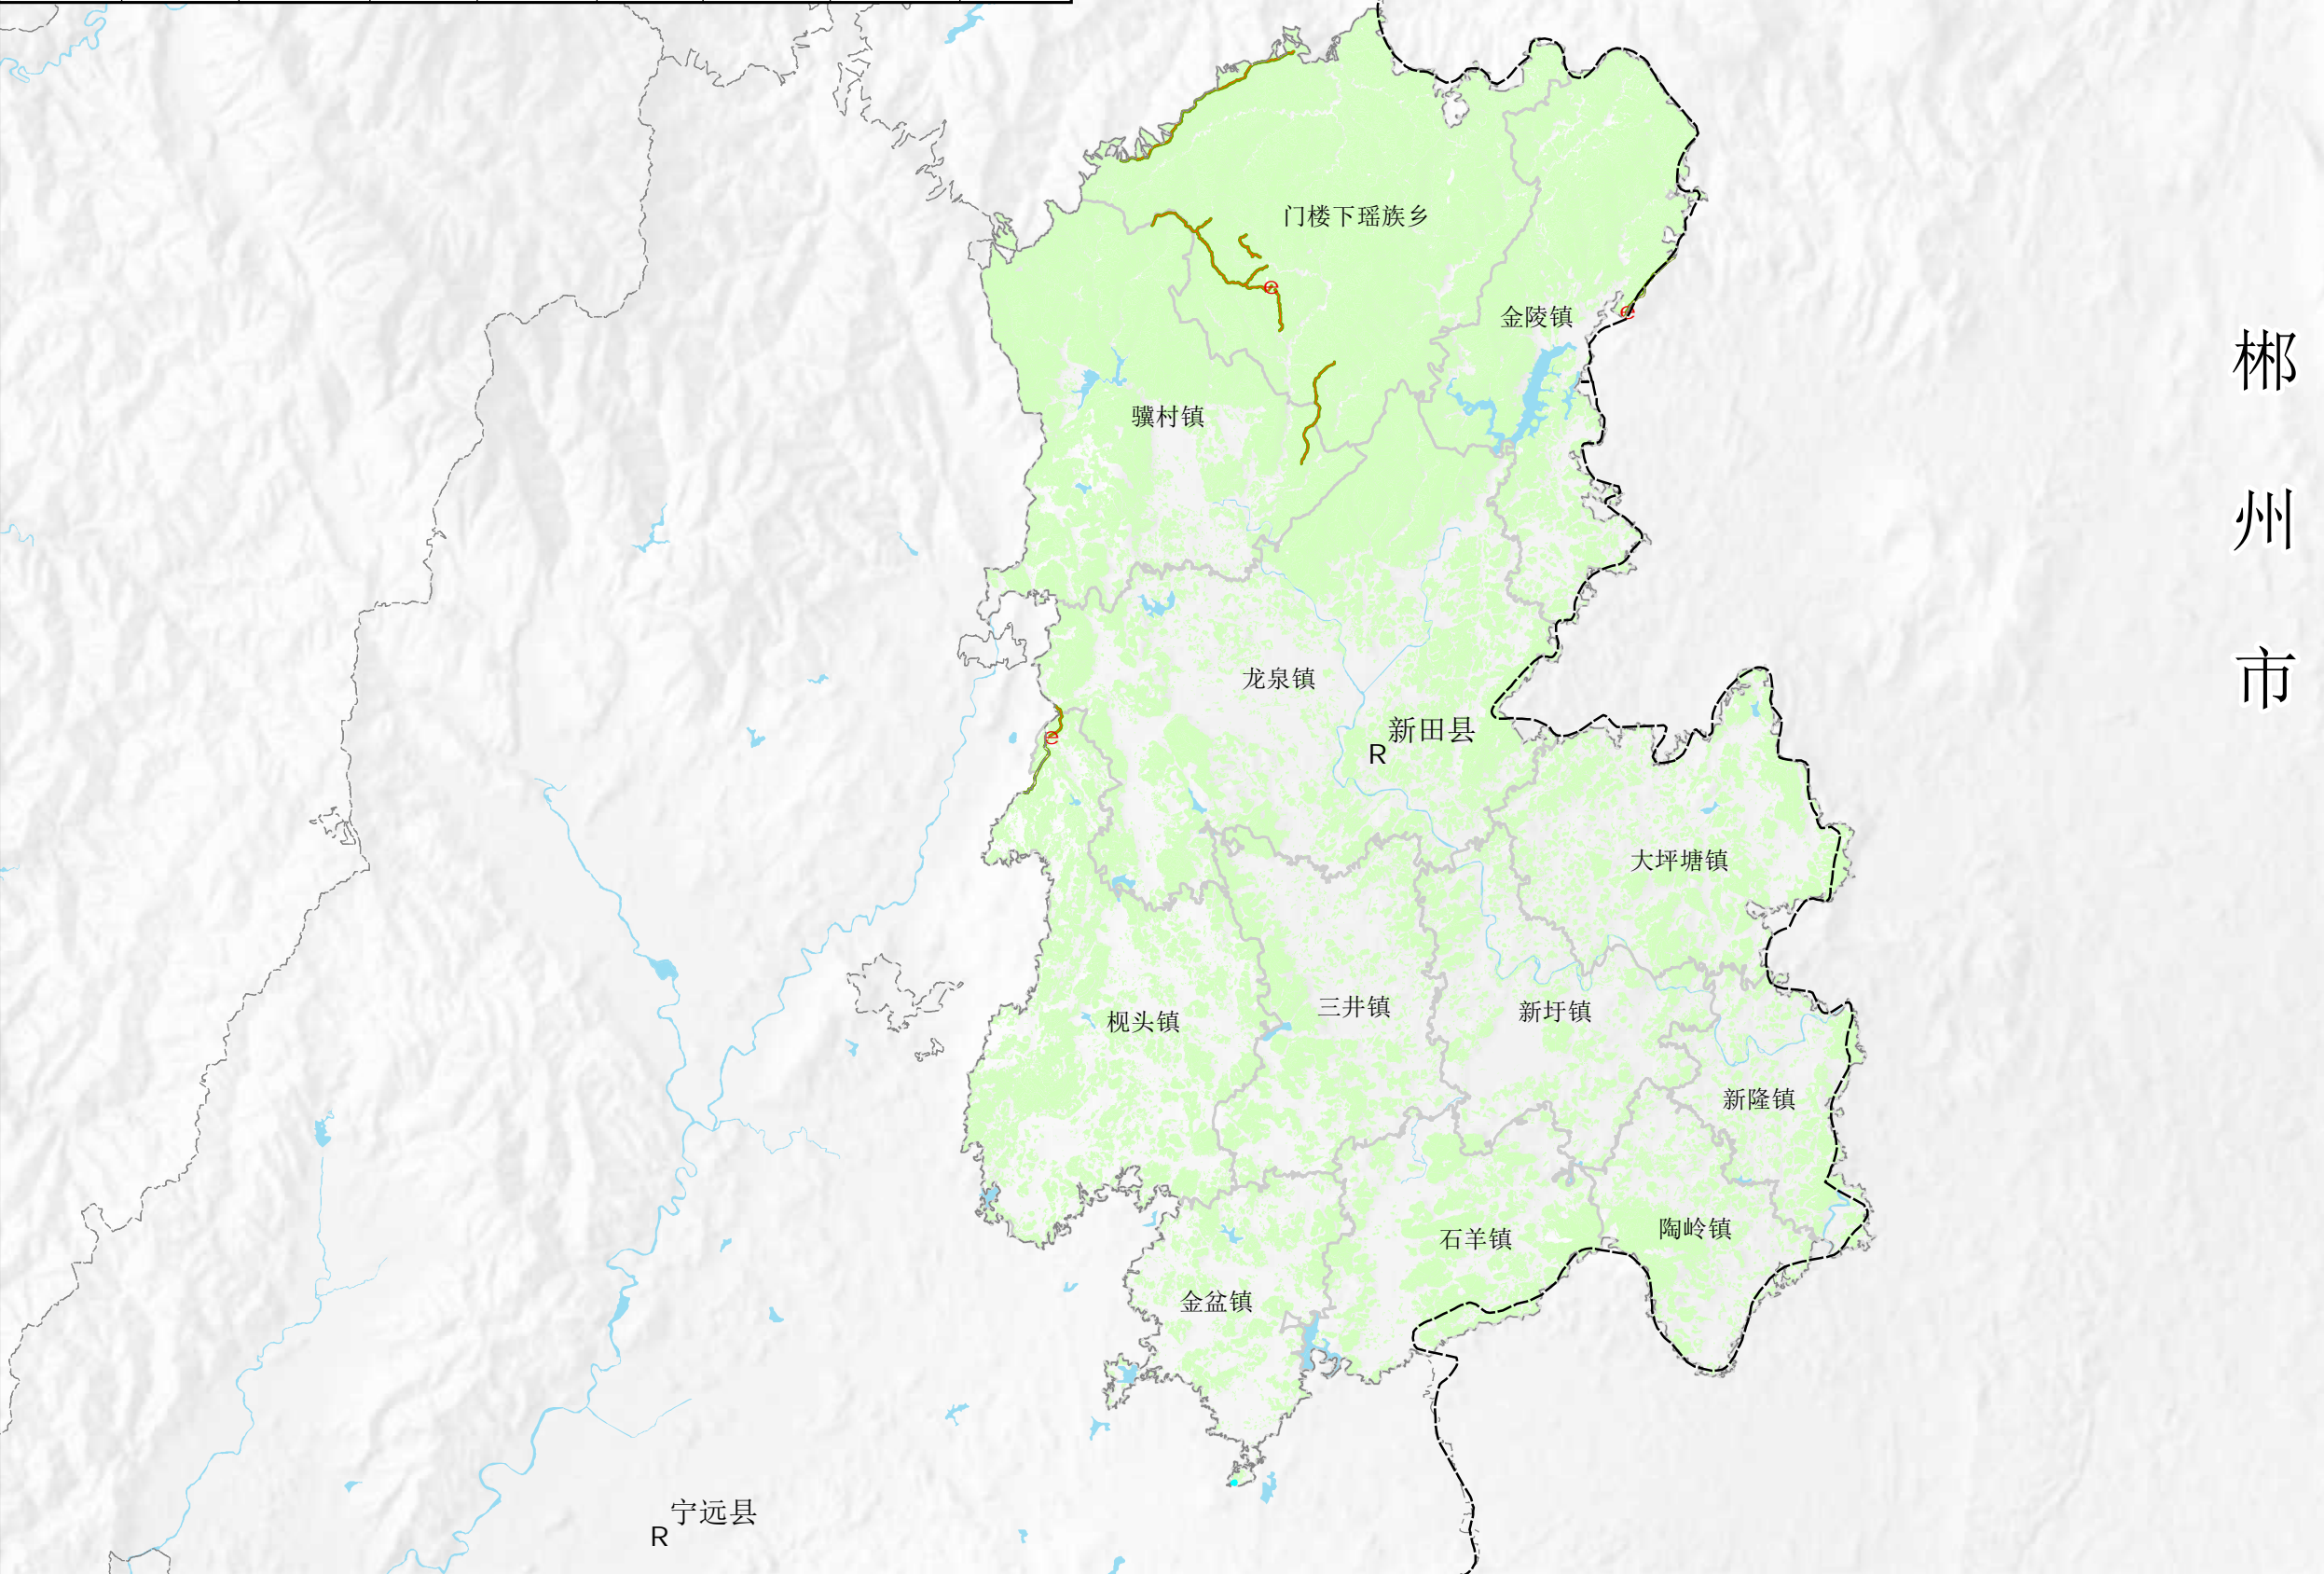 门楼下瑶族乡
金陵镇
郴
州
市
骥村镇
龙泉镇
新田县
R
大坪塘镇
三井镇
新圩镇
枧头镇
新隆镇
陶岭镇
石羊镇
金盆镇
宁远县
R